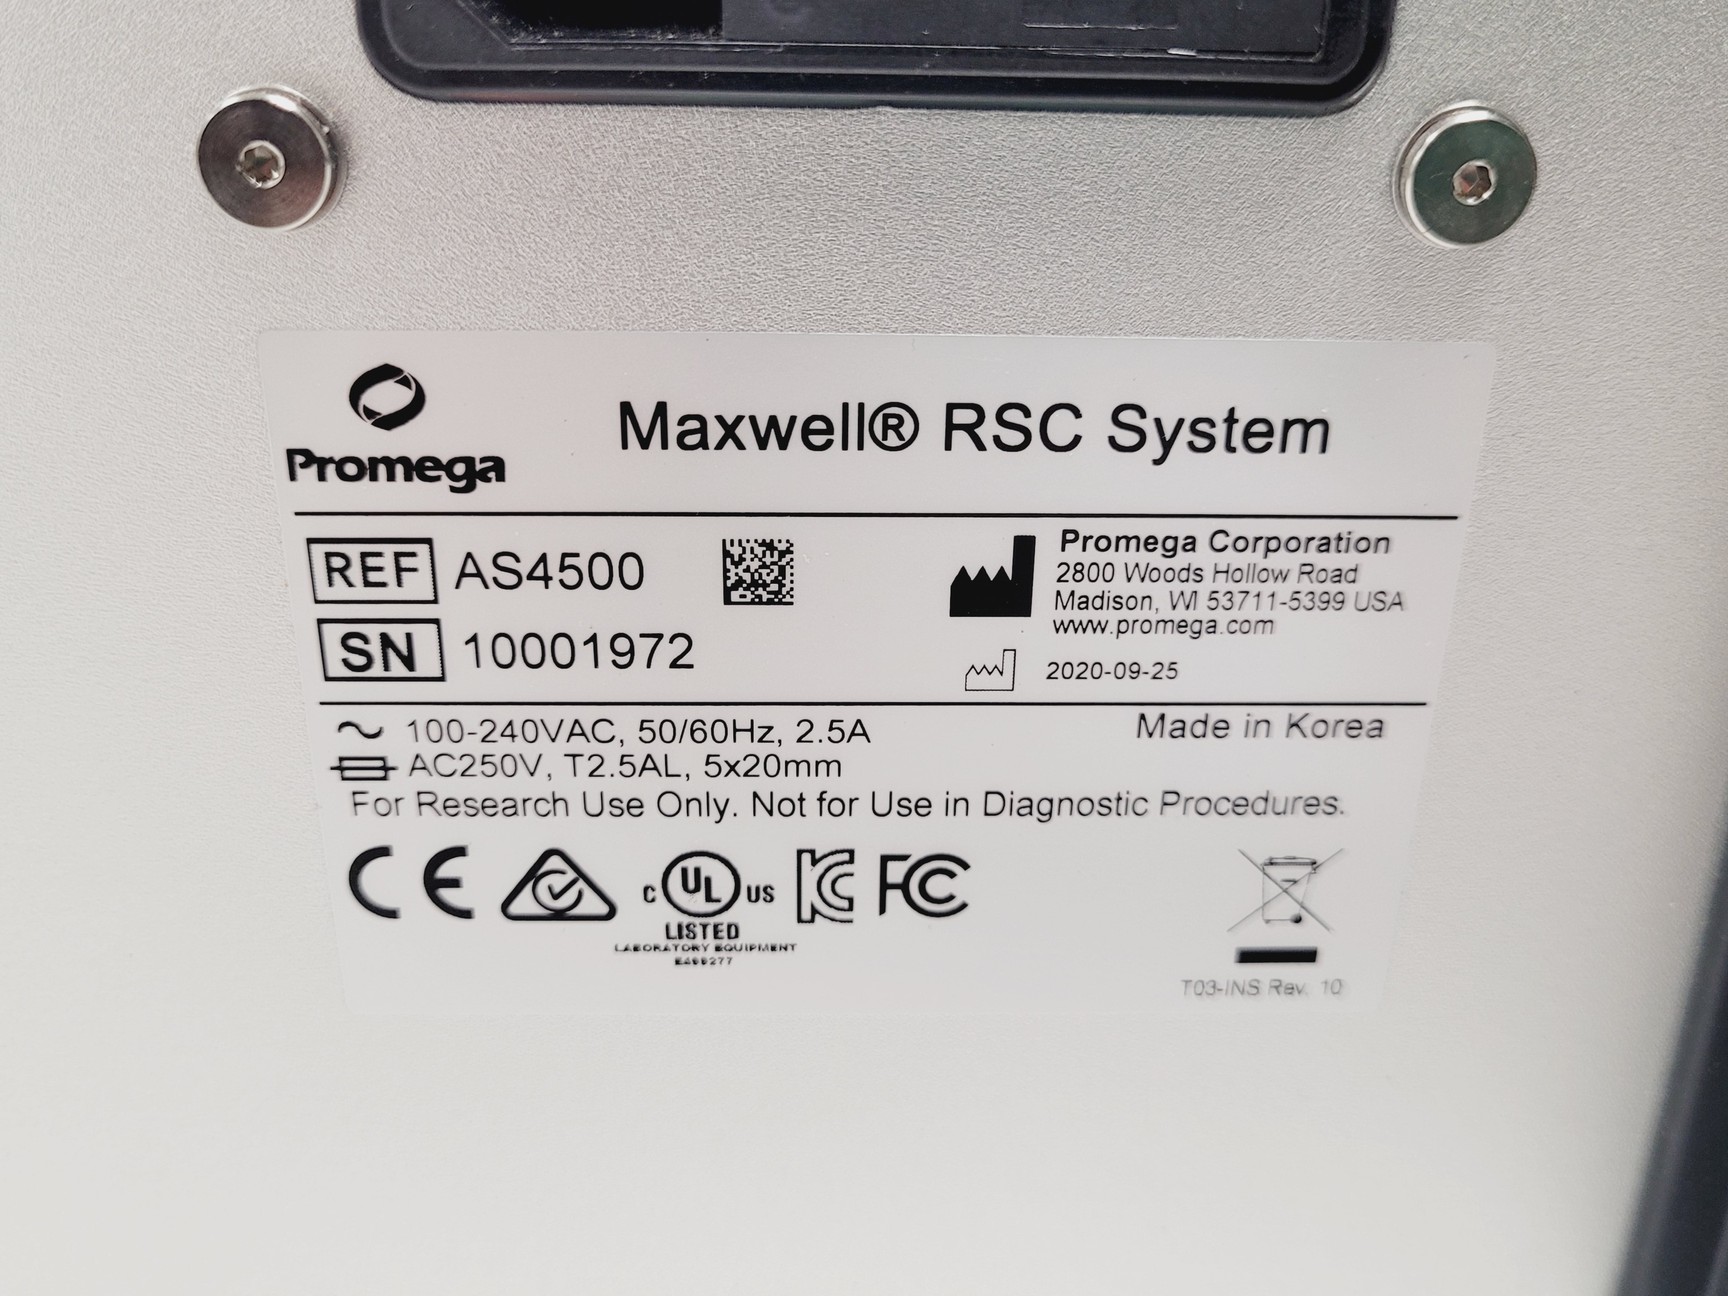 Promega
Maxwell® RSC System
REF AS4500
SN 10001972
Promega Corporation
2800 Woods Hollow Road
Madison, WI 53711-5399 USA
www.promega.com
2020-09-25
100-240VAC, 50/60Hz, 2.5A
Made in Korea
AC250V, T2.5AL, 5x20mm
For Research Use Only. Not for Use in Diagnostic Procedures.
CE
C UL US
LISTED
LABORATORY EQUIPMENT
KC
FC
T03-INS Rev. 10